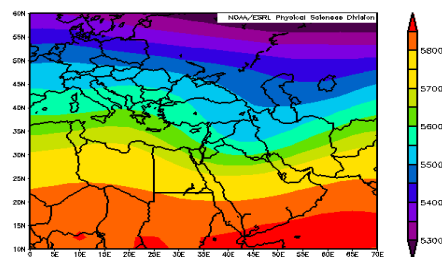 NOAA/ESRL Physical Sciences Division
60N
55N
50N
45N
40N
35N
30N
25N
20N
15N
10N
0 5E 10E 15E 20E 25E 30E 35E 40E 45E 50E 55E 60E 65E 70E
5800
5700
5600
5500
5400
5300